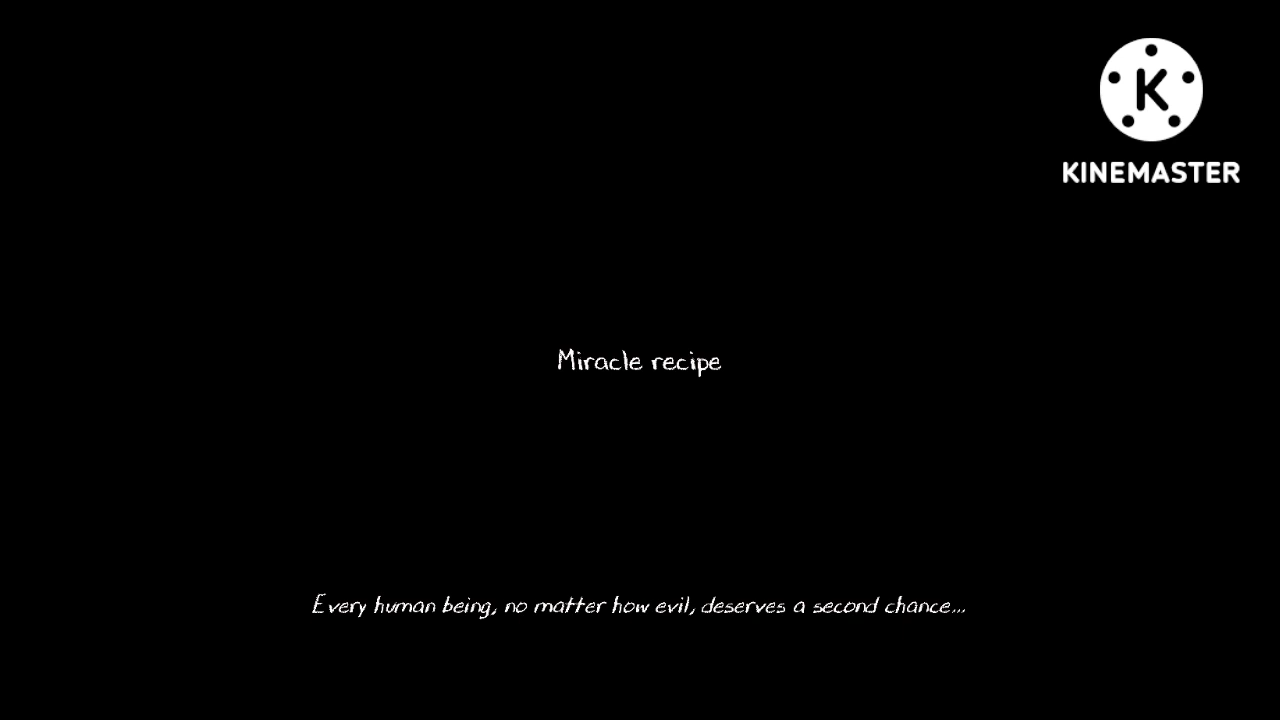 K
KINEMASTER
Miracle recipe
Every human being, no matter how evil, deserves a second chance...